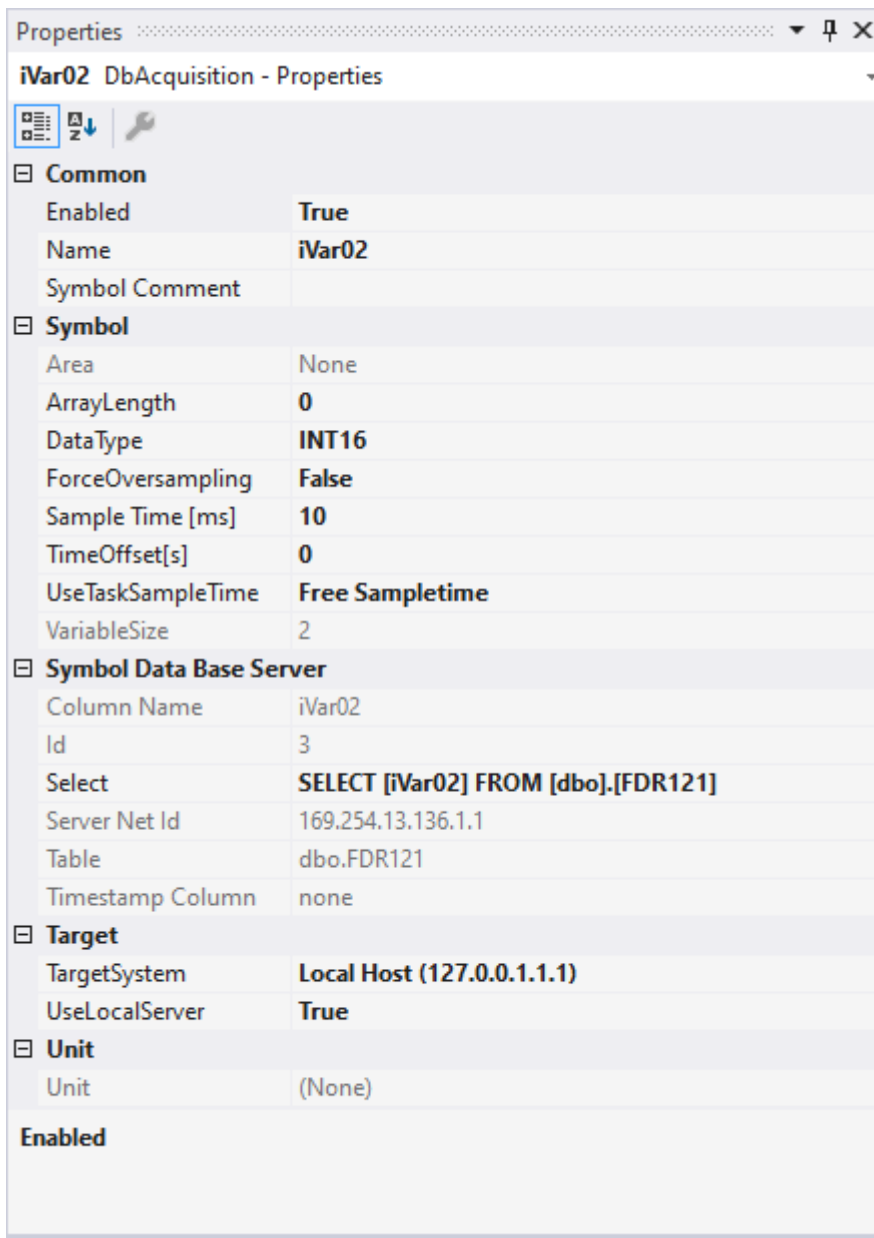 Properties
iVar02 DbAcquisition - Properties
Common
Enabled True
Name iVar02
Symbol Comment
Symbol
Area None
ArrayLength 0
DataType INT16
ForceOversampling False
Sample Time [ms] 10
TimeOffset[s] 0
UseTaskSampleTime Free Sampletime
VariableSize 2
Symbol Data Base Server
Column Name iVar02
Id 3
Select SELECT [iVar02] FROM [dbo].[FDR121]
Server Net Id 169.254.13.136.1.1
Table dbo.FDR121
Timestamp Column none
Target
TargetSystem Local Host (127.0.0.1.1.1)
UseLocalServer True
Unit
Unit (None)
Enabled